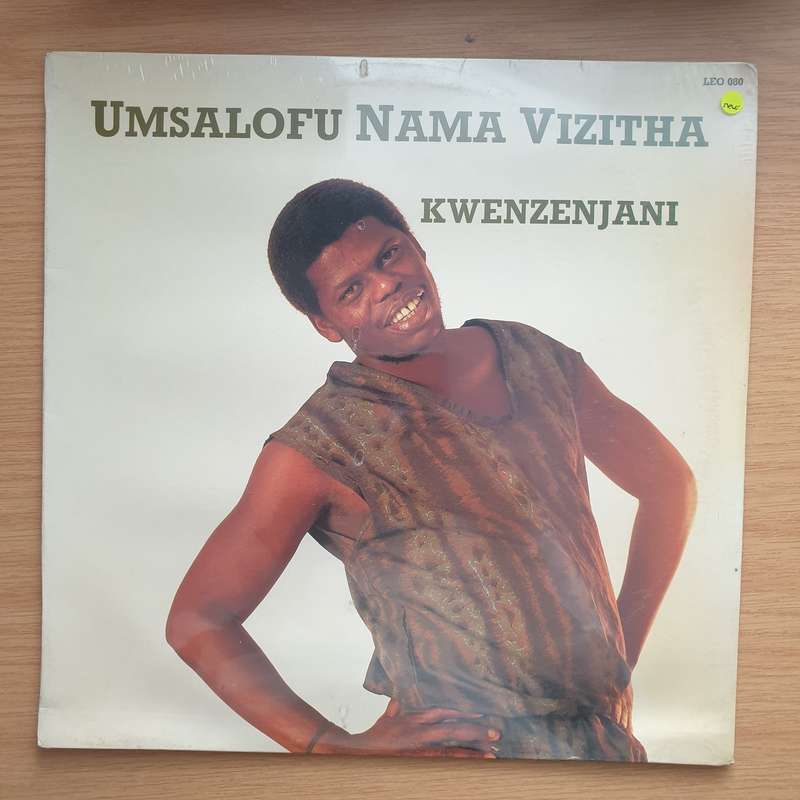 LEO 080
new
UMSALOFU NAMA VIZITHA
KWENZENJANI